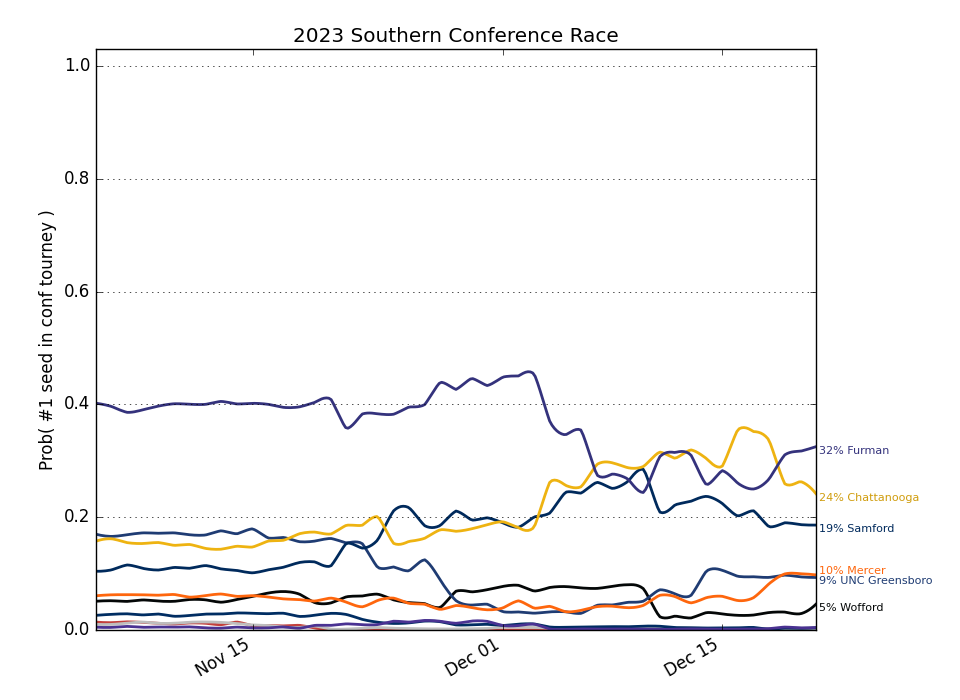 2023 Southern Conference Race
Prob( #1 seed in conf tourney )
1.0
0.8
0.6
0.4
0.2
0.0
Nov 15
Dec 01
Dec 15
32% Furman
24% Chattanooga
19% Samford
10% Mercer
9% UNC Greensboro
5% Wofford